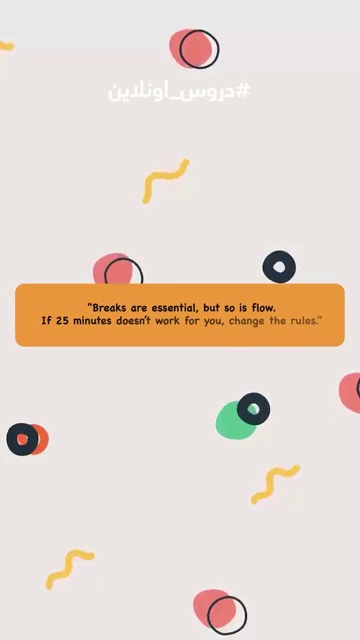 #دروس_اونلاين
"Breaks are essential, but so is flow.
If 25 minutes doesn't work for you, change the rules."